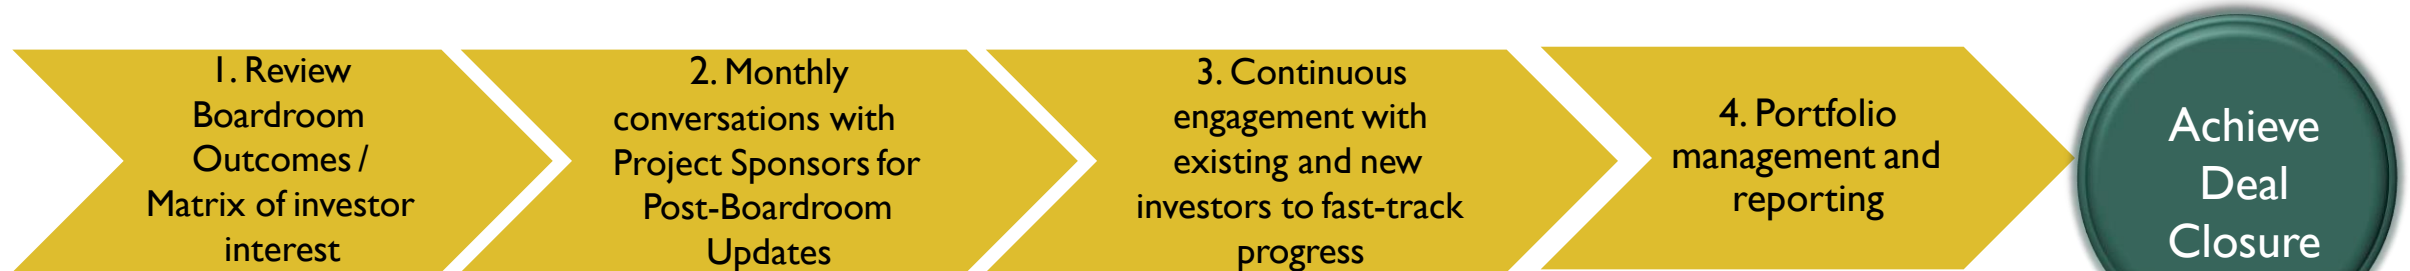 1. Review
Boardroom
Outcomes /
Matrix of investor
interest
2. Monthly
conversations with
Project Sponsors for
Post-Boardroom
Updates
3. Continuous
engagement with
existing and new
investors to fast-track
progress
4. Portfolio
management and
reporting
Achieve
Deal
Closure